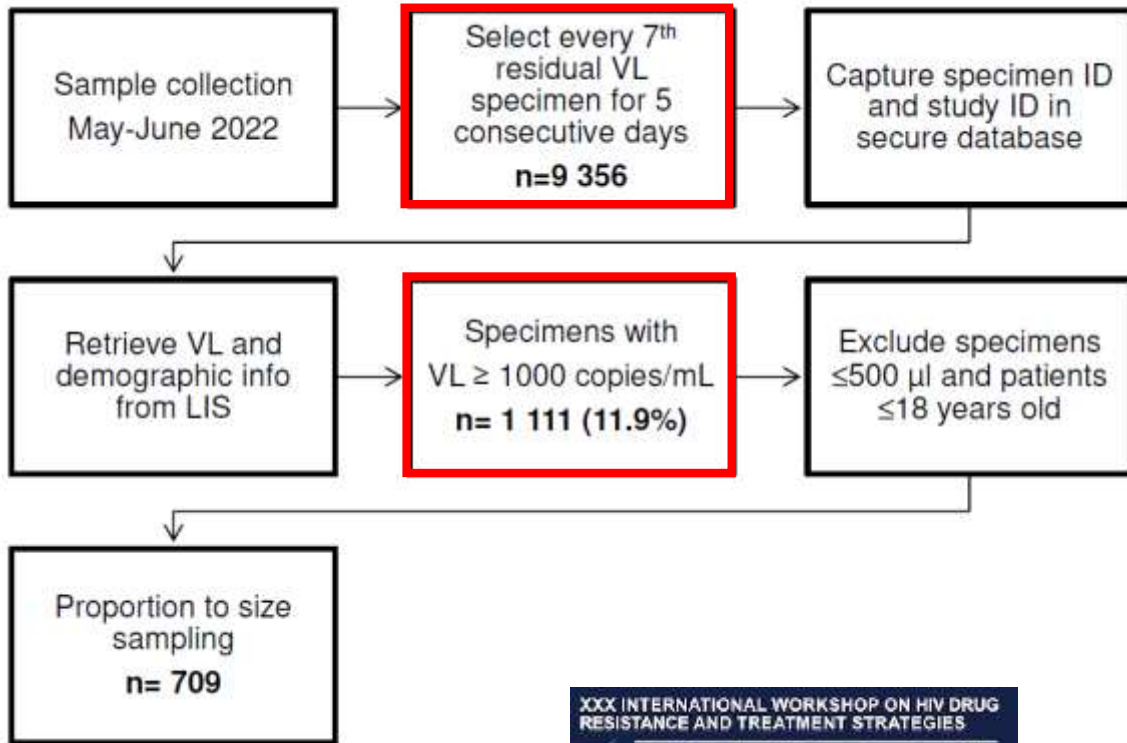 Sample collection
May-June 2022
Select every 7th
residual VL
specimen for 5
consecutive days
n=9 356
Capture specimen ID
and study ID in
secure database
Retrieve VL and
demographic info
from LIS
Specimens with
VL ≥ 1000 copies/mL
n= 1 111 (11.9%)
Exclude specimens
≤500 µl and patients
≤18 years old
Proportion to size
sampling
n= 709
XXX INTERNATIONAL WORKSHOP ON HIV DRUG
RESISTANCE AND TREATMENT STRATEGIES